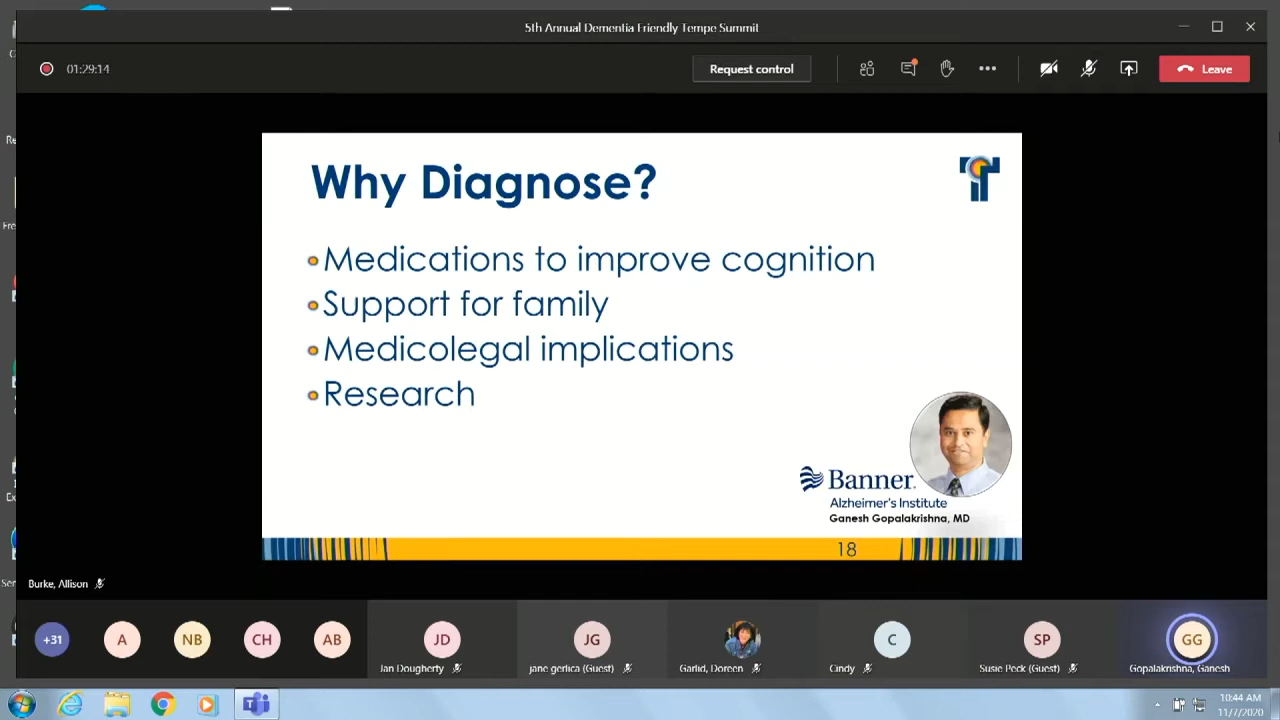 5th Annual Dementia Friendly Tempe Summit
01:29:14
Request control
Leave
Why Diagnose?
Medications to improve cognition
Support for family
Medicolegal implications
Research
Banner
Alzheimer's Institute
Ganesh Gopalakrishna, MD
18
Burke, Allison
+31
A
NB
CH
AB
JD
JG
C
SP
GG
Jan Dougherty
jane gerlica (Guest)
Garlid, Doreen
Cindy
Susie Peck (Guest)
Gopalakrishna, Ganesh
10:44 AM
11/7/2020